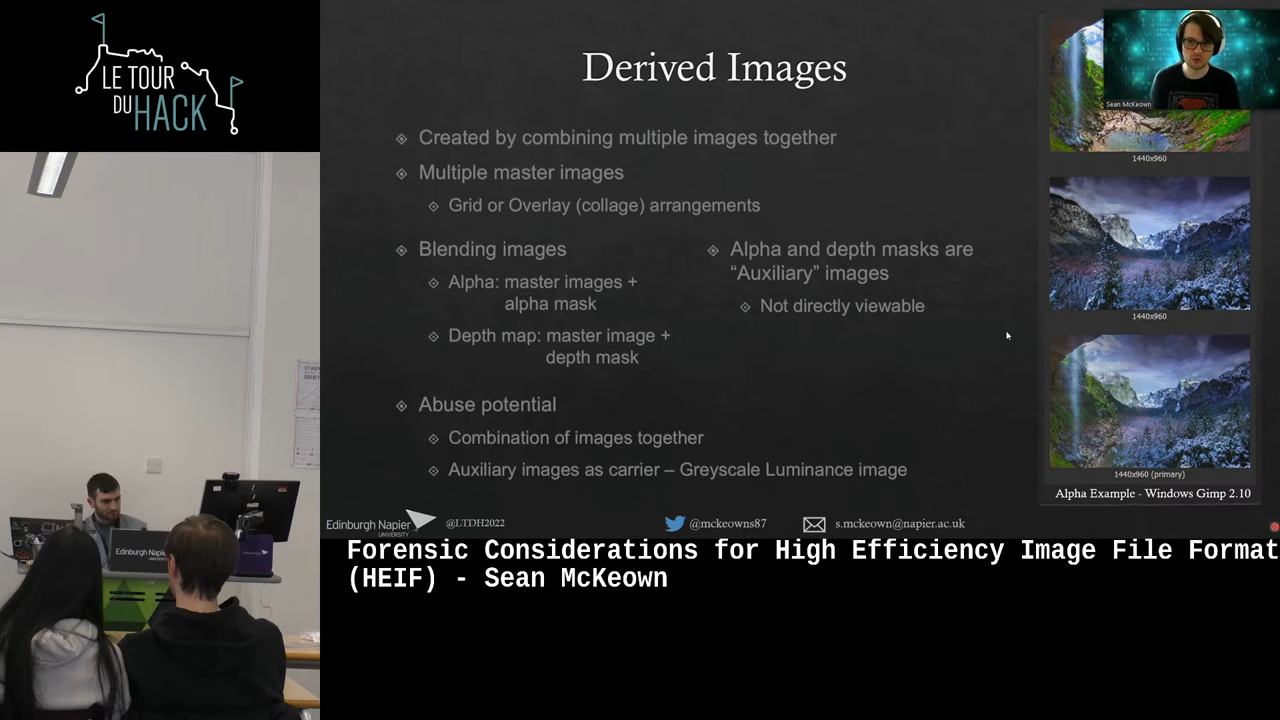 LE TOUR
DU HACK
Derived Images
Created by combining multiple images together
Multiple master images
Grid or Overlay (collage) arrangements
Blending images
Alpha: master images +
alpha mask
Depth map: master image +
depth mask
Alpha and depth masks are
“Auxiliary” images
Not directly viewable
Abuse potential
Combination of images together
Auxiliary images as carrier – Greyscale Luminance image
Sean McKeown
1440x960
1440x960
1440x960 (primary)
Alpha Example - Windows Gimp 2.10
Edinburgh Napier
UNIVERSITY
@LTDH2022
@mckeowns87
s.mckeown@napier.ac.uk
Edinburgh Napier
Forensic Considerations for High Efficiency Image File Format
(HEIF) - Sean McKeown